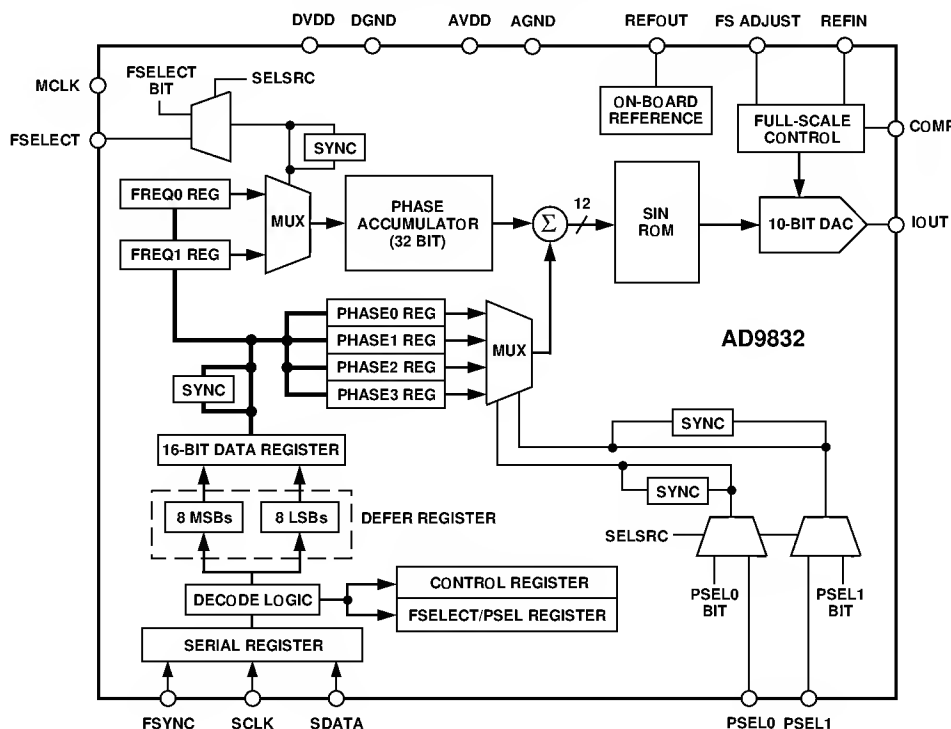 DVDD DGND AVDD AGND REFOUT FS ADJUST REFIN
MCLK
FSELECT
BIT
SELSRC
FSELECT
SYNC
ON-BOARD
REFERENCE
FULL-SCALE
CONTROL
COMP
FREQ0 REG
FREQ1 REG
MUX
PHASE
ACCUMULATOR
(32 BIT)
Σ
12
SIN
ROM
10-BIT DAC
IOUT
PHASE0 REG
PHASE1 REG
PHASE2 REG
PHASE3 REG
MUX
AD9832
SYNC
SYNC
16-BIT DATA REGISTER
SYNC
8 MSBs
8 LSBs
DEFER REGISTER
SELSRC
DECODE LOGIC
CONTROL REGISTER
FSELECT/PSEL REGISTER
PSEL0
BIT
PSEL1
BIT
SERIAL REGISTER
FSYNC SCLK SDATA PSEL0 PSEL1